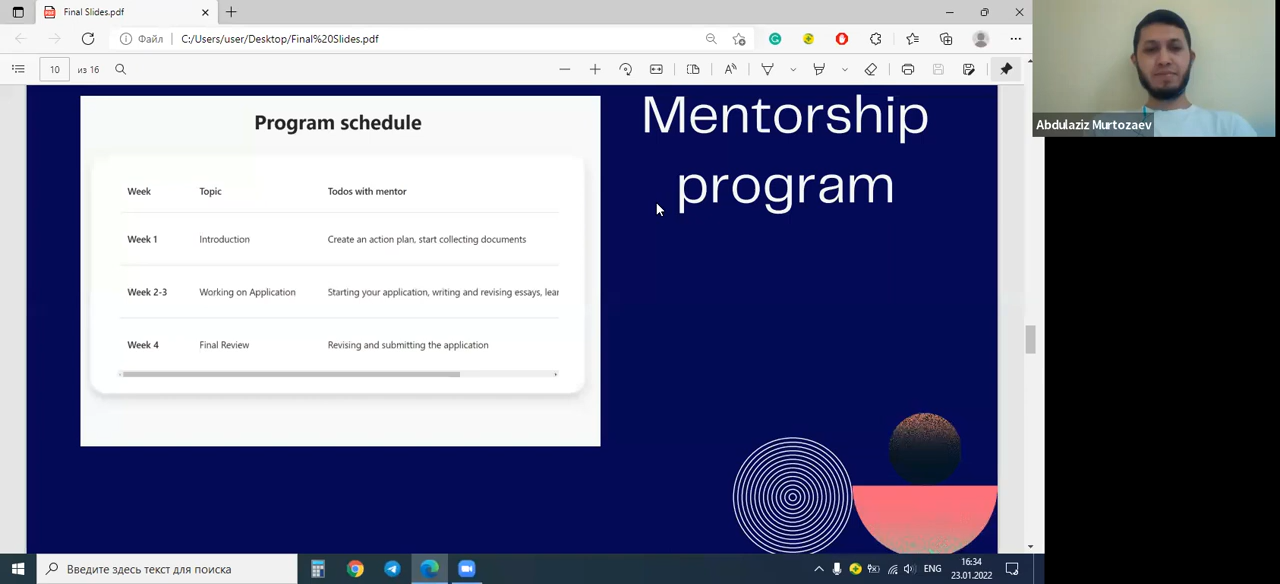 Final Slides.pdf
Файл
C:/Users/user/Desktop/Final%20Slides.pdf
10 из 16
Program schedule
Week Topic Todos with mentor
Week 1 Introduction Create an action plan, start collecting documents
Week 2-3 Working on Application Starting your application, writing and revising essays, lear
Week 4 Final Review Revising and submitting the application
Mentorship
program
Abdulaziz Murtozaev
Введите здесь текст для поиска
ENG
16:34
23.01.2022